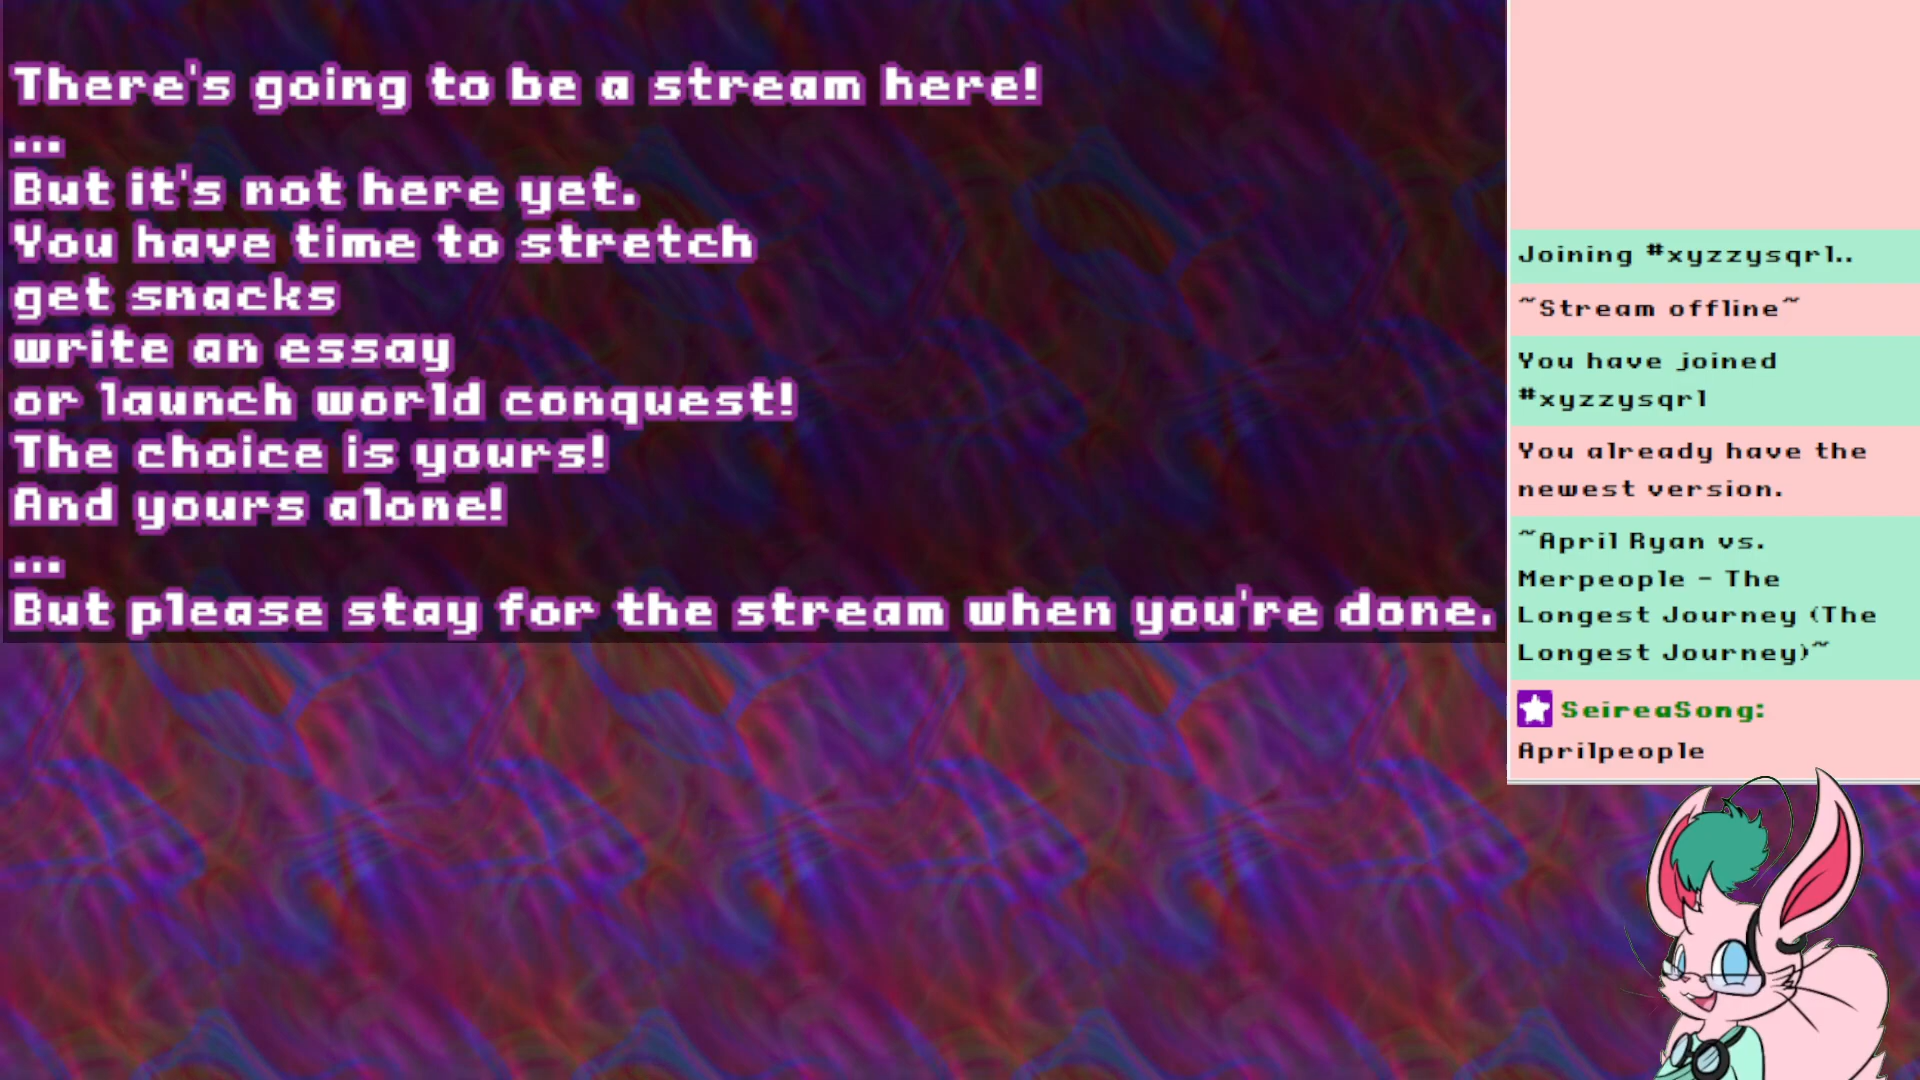 There's going to be a stream here!
...
But it's not here yet.
You have time to stretch
get snacks
write an essay
or launch world conquest!
The choice is yours!
And yours alone!
...
But please stay for the stream when you're done.
Joining #xyzzysqrl..
~Stream offline~
You have joined
#xyzzysqrl
You already have the
newest version.
~April Ryan vs.
Merpeople - The
Longest Journey (The
Longest Journey)~
SeireaSong:
Aprilpeople